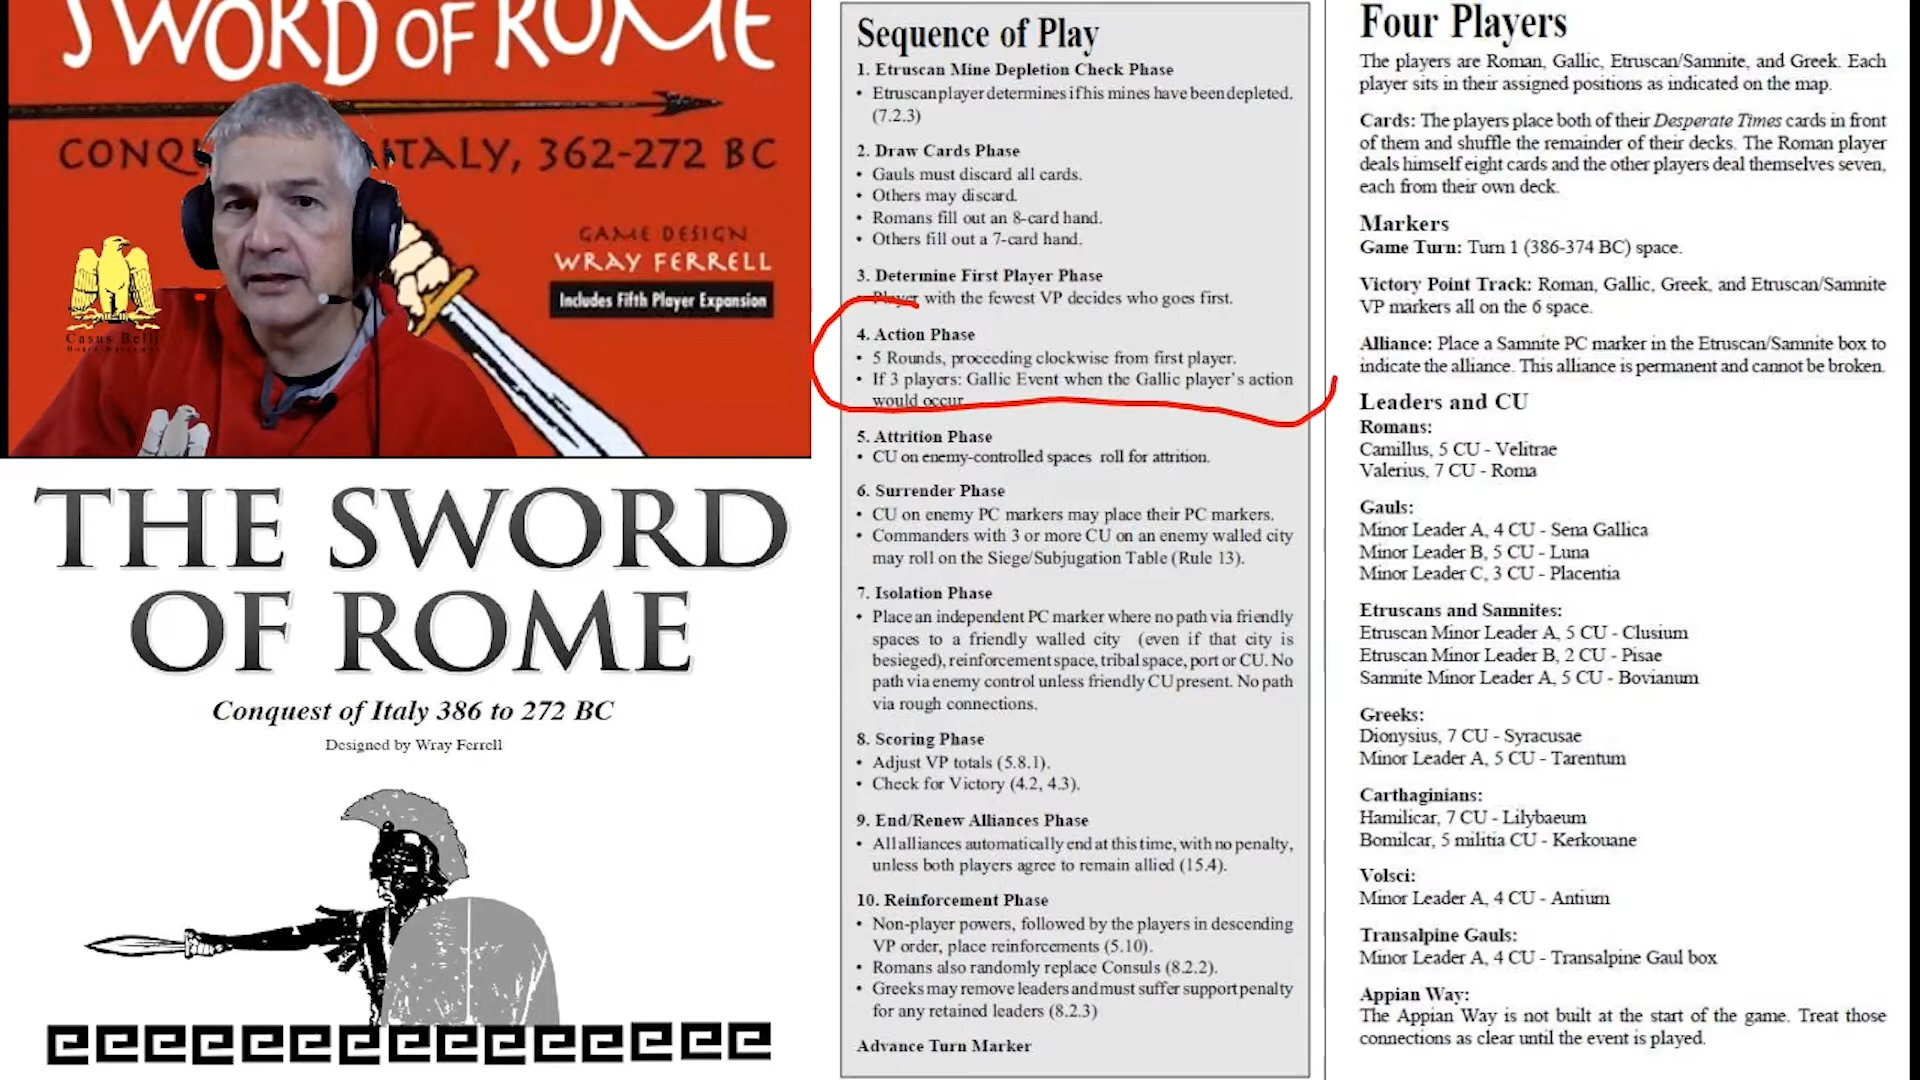 SWORD OF ROME
ITALY, 362-272 BC
GAME DESIGN
WRAY FERRELL
Includes Fifth Player Expansion
Casus Belli
THE SWORD
OF ROME
Conquest of Italy 386 to 272 BC
Designed by Wray Ferrell
Sequence of Play
1. Etruscan Mine Depletion Check Phase
• Etruscan player determines if his mines have been depleted.
(7.2.3)
2. Draw Cards Phase
• Gauls must discard all cards.
• Others may discard.
• Romans fill out an 8-card hand.
• Others fill out a 7-card hand.
3. Determine First Player Phase
• Player with the fewest VP decides who goes first.
4. Action Phase
• 5 Rounds, proceeding clockwise from first player.
• If 3 players: Gallic Event when the Gallic player's action
would occur
5. Attrition Phase
• CU on enemy-controlled spaces roll for attrition.
6. Surrender Phase
• CU on enemy PC markers may place their PC markers.
• Commanders with 3 or more CU on an enemy walled city
may roll on the Siege/Subjugation Table (Rule 13).
7. Isolation Phase
• Place an independent PC marker where no path via friendly
spaces to a friendly walled city (even if that city is
besieged), reinforcement space, tribal space, port or CU. No
path via enemy control unless friendly CU present. No path
via rough connections.
8. Scoring Phase
• Adjust VP totals (5.8.1).
• Check for Victory (4.2, 4.3).
9. End/Renew Alliances Phase
• All alliances automatically end at this time, with no penalty,
unless both players agree to remain allied (15.4).
10. Reinforcement Phase
• Non-player powers, followed by the players in descending
VP order, place reinforcements (5.10).
• Romans also randomly replace Consuls (8.2.2).
• Greeks may remove leaders and must suffer support penalty
for any retained leaders (8.2.3)
Advance Turn Marker
Four Players
The players are Roman, Gallic, Etruscan/Samnite, and Greek. Each
player sits in their assigned positions as indicated on the map.
Cards: The players place both of their Desperate Times cards in front
of them and shuffle the remainder of their decks. The Roman player
deals himself eight cards and the other players deal themselves seven,
each from their own deck.
Markers
Game Turn: Turn 1 (386-374 BC) space.
Victory Point Track: Roman, Gallic, Greek, and Etruscan/Samnite
VP markers all on the 6 space.
Alliance: Place a Samnite PC marker in the Etruscan/Samnite box to
indicate the alliance. This alliance is permanent and cannot be broken.
Leaders and CU
Romans:
Camillus, 5 CU - Velitrae
Valerius, 7 CU - Roma
Gauls:
Minor Leader A, 4 CU - Sena Gallica
Minor Leader B, 5 CU - Luna
Minor Leader C, 3 CU - Placentia
Etruscans and Samnites:
Etruscan Minor Leader A, 5 CU - Clusium
Etruscan Minor Leader B, 2 CU - Pisae
Samnite Minor Leader A, 5 CU - Bovianum
Greeks:
Dionysius, 7 CU - Syracusae
Minor Leader A, 5 CU - Tarentum
Carthaginians:
Hamilicar, 7 CU - Lilybaeum
Bomilcar, 5 militia CU - Kerkouane
Volsci:
Minor Leader A, 4 CU - Antium
Transalpine Gauls:
Minor Leader A, 4 CU - Transalpine Gaul box
Appian Way:
The Appian Way is not built at the start of the game. Treat those
connections as clear until the event is played.